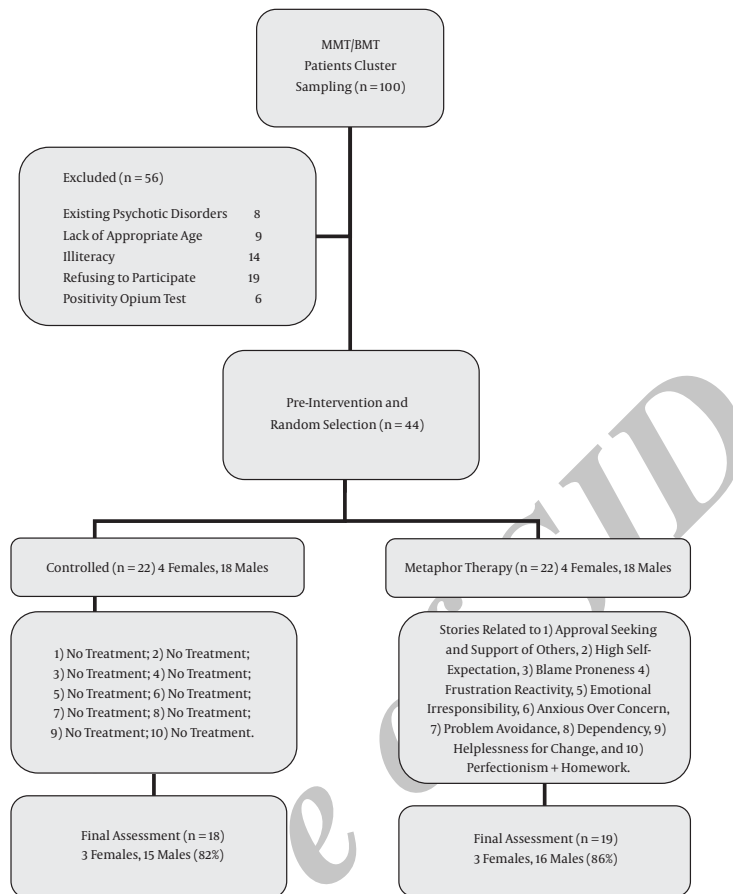 MMT/BMT
Patients Cluster
Sampling (n = 100)
Excluded (n = 56)
Existing Psychotic Disorders 8
Lack of Appropriate Age 9
Illiteracy 14
Refusing to Participate 19
Positivity Opium Test 6
Pre-Intervention and
Random Selection (n = 44)
Controlled (n = 22) 4 Females, 18 Males
Metaphor Therapy (n = 22) 4 Females, 18 Males
1) No Treatment; 2) No Treatment;
3) No Treatment; 4) No Treatment;
5) No Treatment; 6) No Treatment;
7) No Treatment; 8) No Treatment;
9) No Treatment; 10) No Treatment.
Stories Related to 1) Approval Seeking
and Support of Others, 2) High Self-
Expectation, 3) Blame Proneness 4)
Frustration Reactivity, 5) Emotional
Irresponsibility, 6) Anxious Over Concern,
7) Problem Avoidance, 8) Dependency, 9)
Helplessness for Change, and 10)
Perfectionism + Homework.
Final Assessment (n = 18)
3 Females, 15 Males (82%)
Final Assessment (n = 19)
3 Females, 16 Males (86%)